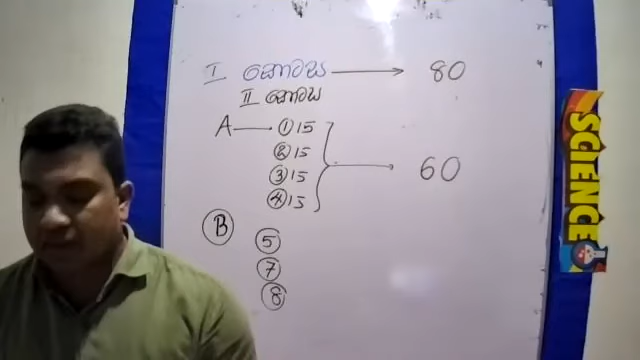 I කොටස → 80
II කොටස
A — ① 15
② 15
③ 15
④ 15
→ 60
Ⓑ ⑤
⑦
⑧
SCIENCE